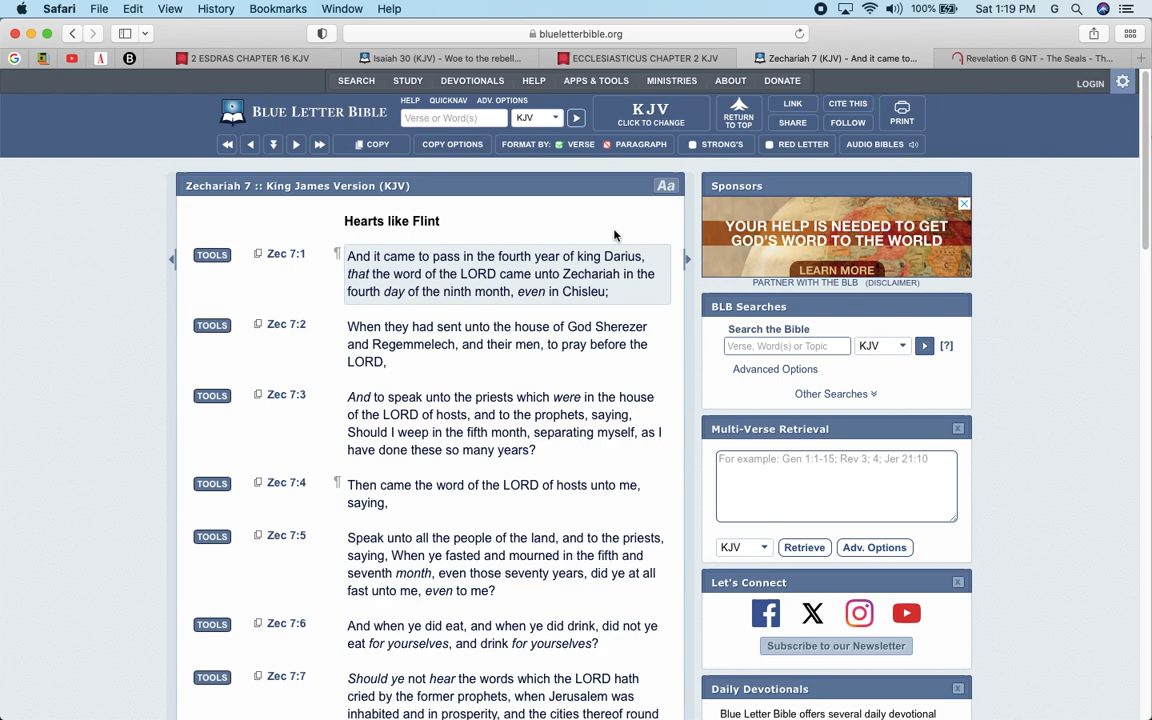 Safari File Edit View History Bookmarks Window Help 100% Sat 1:19 PM G
blueletterbible.org
2 ESDRAS CHAPTER 16 KJV
Isaiah 30 (KJV) - Woe to the rebell...
ECCLESIASTICUS CHAPTER 2 KJV
Zechariah 7 (KJV) - And it came to...
Revelation 6 GNT - The Seals - Th...
SEARCH STUDY DEVOTIONALS HELP APPS & TOOLS MINISTRIES ABOUT DONATE LOGIN
BLUE LETTER BIBLE
HELP QUICKNAV ADV. OPTIONS
Verse or Word(s) KJV
KJV
CLICK TO CHANGE
RETURN
TO TOP
LINK CITE THIS
SHARE FOLLOW
PRINT
COPY COPY OPTIONS FORMAT BY: VERSE PARAGRAPH STRONG'S RED LETTER AUDIO BIBLES
Zechariah 7 :: King James Version (KJV) Aa
Hearts like Flint
TOOLS Zec 7:1 ¶ And it came to pass in the fourth year of king Darius,
that the word of the LORD came unto Zechariah in the
fourth day of the ninth month, even in Chisleu;
TOOLS Zec 7:2 When they had sent unto the house of God Sherezer
and Regemmelech, and their men, to pray before the
LORD,
TOOLS Zec 7:3 And to speak unto the priests which were in the house
of the LORD of hosts, and to the prophets, saying,
Should I weep in the fifth month, separating myself, as I
have done these so many years?
TOOLS Zec 7:4 ¶ Then came the word of the LORD of hosts unto me,
saying,
TOOLS Zec 7:5 Speak unto all the people of the land, and to the priests,
saying, When ye fasted and mourned in the fifth and
seventh month, even those seventy years, did ye at all
fast unto me, even to me?
TOOLS Zec 7:6 And when ye did eat, and when ye did drink, did not ye
eat for yourselves, and drink for yourselves?
TOOLS Zec 7:7 Should ye not hear the words which the LORD hath
cried by the former prophets, when Jerusalem was
inhabited and in prosperity, and the cities thereof round
Sponsors
YOUR HELP IS NEEDED TO GET
GOD'S WORD TO THE WORLD
LEARN MORE
PARTNER WITH THE BLB (DISCLAIMER)
BLB Searches
Search the Bible
Verse, Word(s) or Topic KJV [?]
Advanced Options
Other Searches
Multi-Verse Retrieval x
For example: Gen 1:1-15; Rev 3; 4; Jer 21:10
KJV Retrieve Adv. Options
Let's Connect x
Subscribe to our Newsletter
Daily Devotionals x
Blue Letter Bible offers several daily devotional